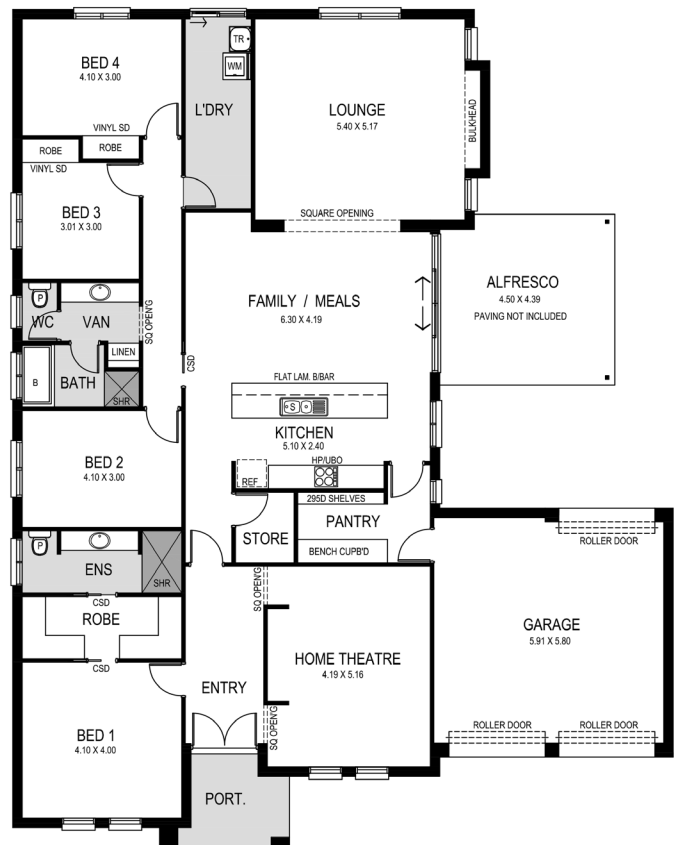 BED 4
4.10 X 3.00
VINYL SD
ROBE
ROBE
VINYL SD
BED 3
3.01 X 3.00
TR
WM
L'DRY
LOUNGE
5.40 X 5.17
BULKHEAD
SQUARE OPENING
P
WC
VAN
SQ OPEN'G
LINEN
B
BATH
SHR
CSD
FAMILY / MEALS
6.30 X 4.19
ALFRESCO
4.50 X 4.39
PAVING NOT INCLUDED
FLAT LAM. B/BAR
S
KITCHEN
5.10 X 2.40
HP/UBO
REF
BED 2
4.10 X 3.00
295D SHELVES
PANTRY
BENCH CUPB'D
STORE
P
ENS
SHR
CSD
ROBE
CSD
SQ OPEN'G
HOME THEATRE
4.19 X 5.16
SQ OPEN'G
ENTRY
BED 1
4.10 X 4.00
PORT.
ROLLER DOOR
GARAGE
5.91 X 5.80
ROLLER DOOR
ROLLER DOOR